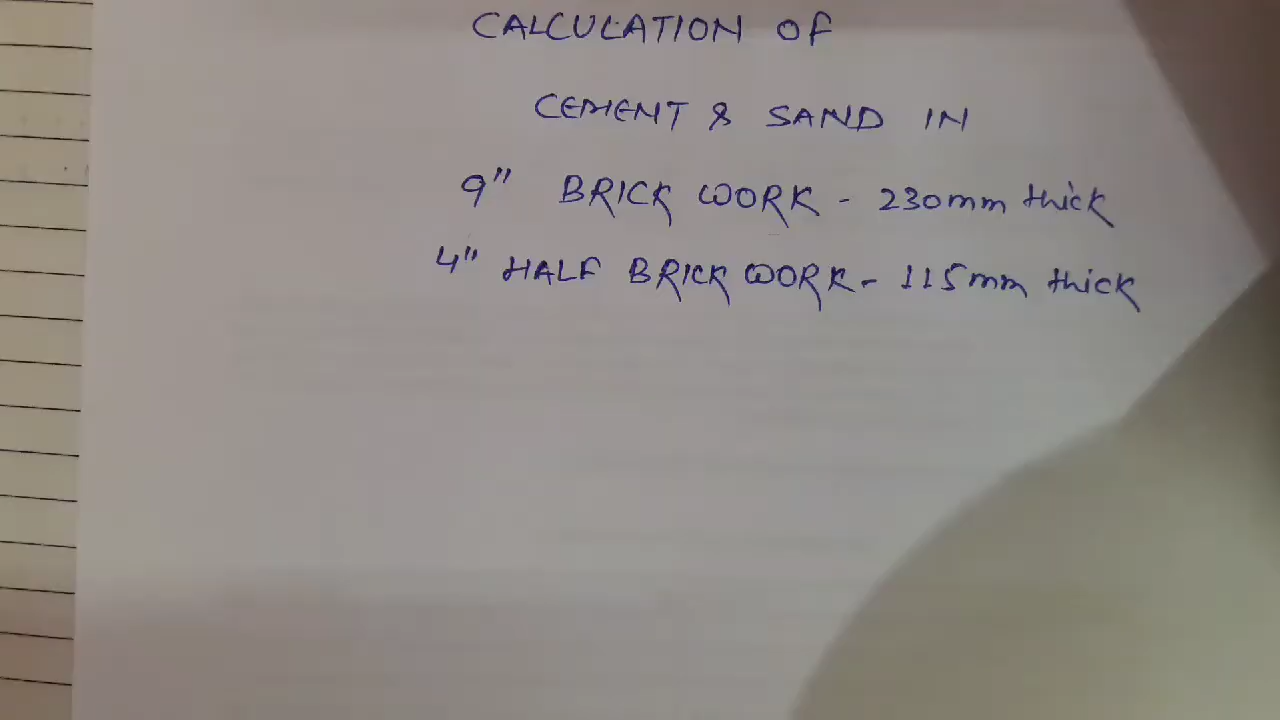 CALCULATION OF
CEMENT & SAND IN
9" BRICK WORK - 230mm thick
4" HALF BRICK WORK - 115mm thick